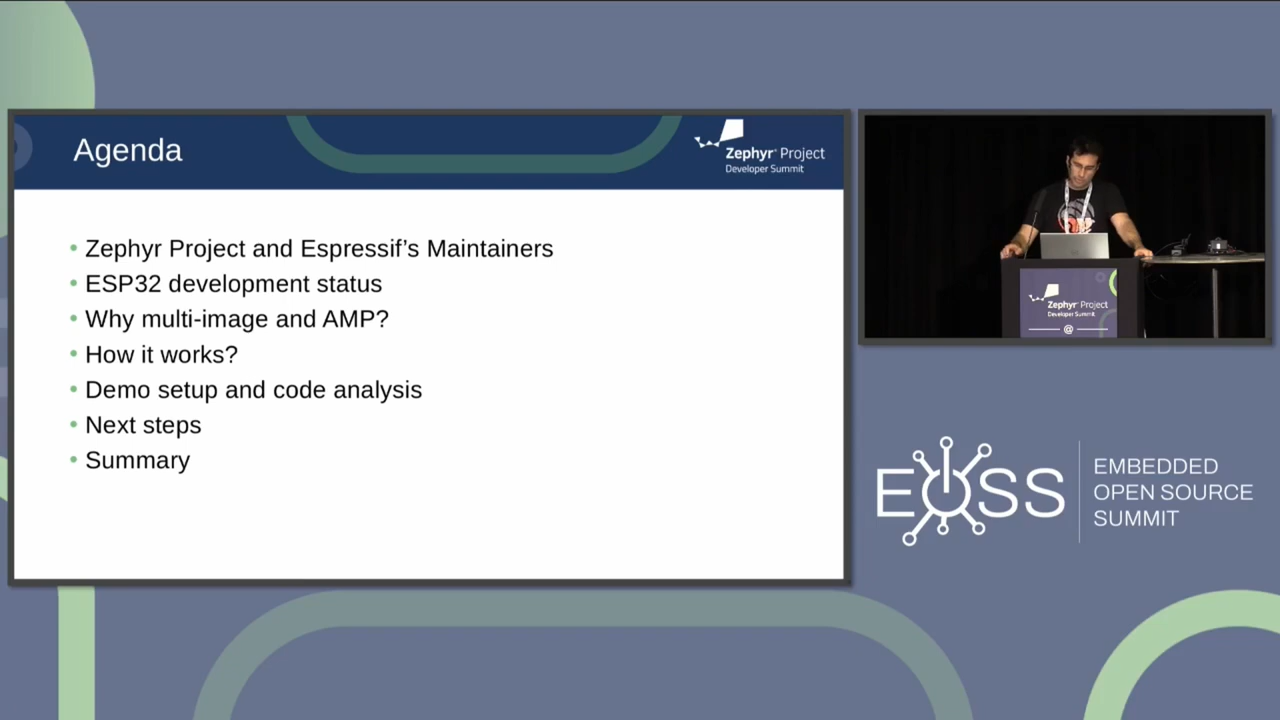 Agenda
Zephyr® Project
Developer Summit
• Zephyr Project and Espressif’s Maintainers
• ESP32 development status
• Why multi-image and AMP?
• How it works?
• Demo setup and code analysis
• Next steps
• Summary
Zephyr® Project
Developer Summit
@
EOSS
EMBEDDED
OPEN SOURCE
SUMMIT